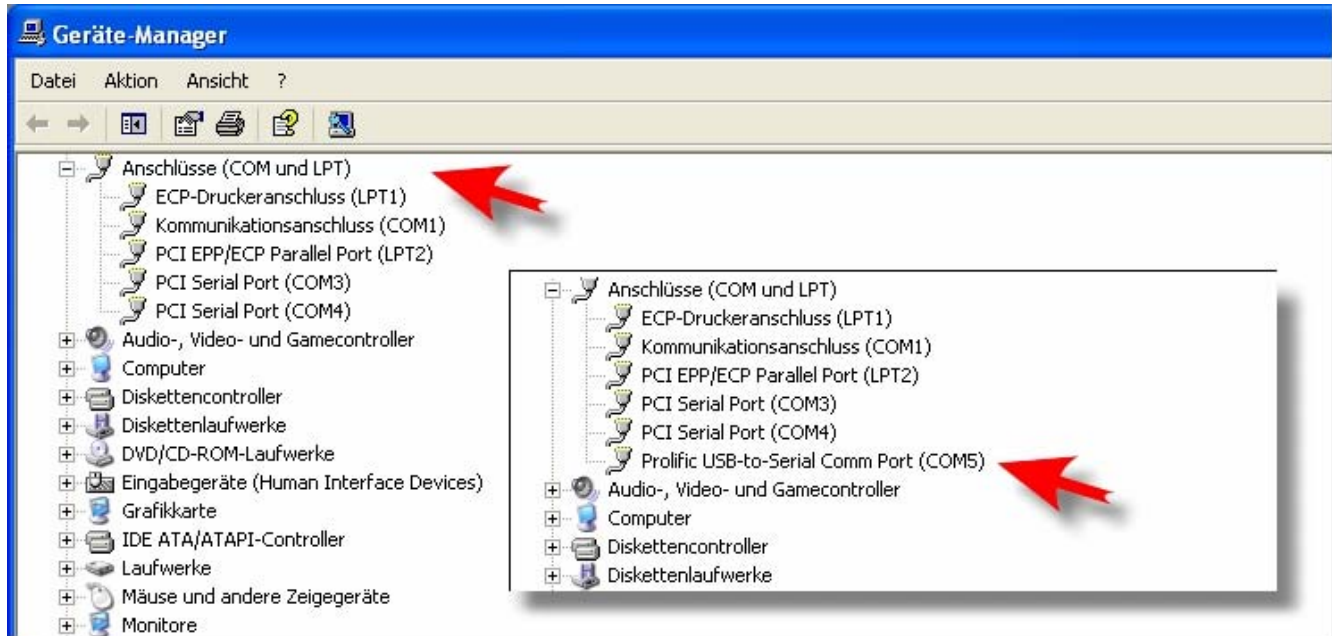 Geräte-Manager
Datei Aktion Ansicht ?
Anschlüsse (COM und LPT)
ECP-Druckeranschluss (LPT1)
Kommunikationsanschluss (COM1)
PCI EPP/ECP Parallel Port (LPT2)
PCI Serial Port (COM3)
PCI Serial Port (COM4)
Audio-, Video- und Gamecontroller
Computer
Diskettencontroller
Diskettenlaufwerke
DVD/CD-ROM-Laufwerke
Eingabegeräte (Human Interface Devices)
Grafikkarte
IDE ATA/ATAPI-Controller
Laufwerke
Mäuse und andere Zeigegeräte
Monitore
Anschlüsse (COM und LPT)
ECP-Druckeranschluss (LPT1)
Kommunikationsanschluss (COM1)
PCI EPP/ECP Parallel Port (LPT2)
PCI Serial Port (COM3)
PCI Serial Port (COM4)
Prolific USB-to-Serial Comm Port (COM5)
Audio-, Video- und Gamecontroller
Computer
Diskettencontroller
Diskettenlaufwerke